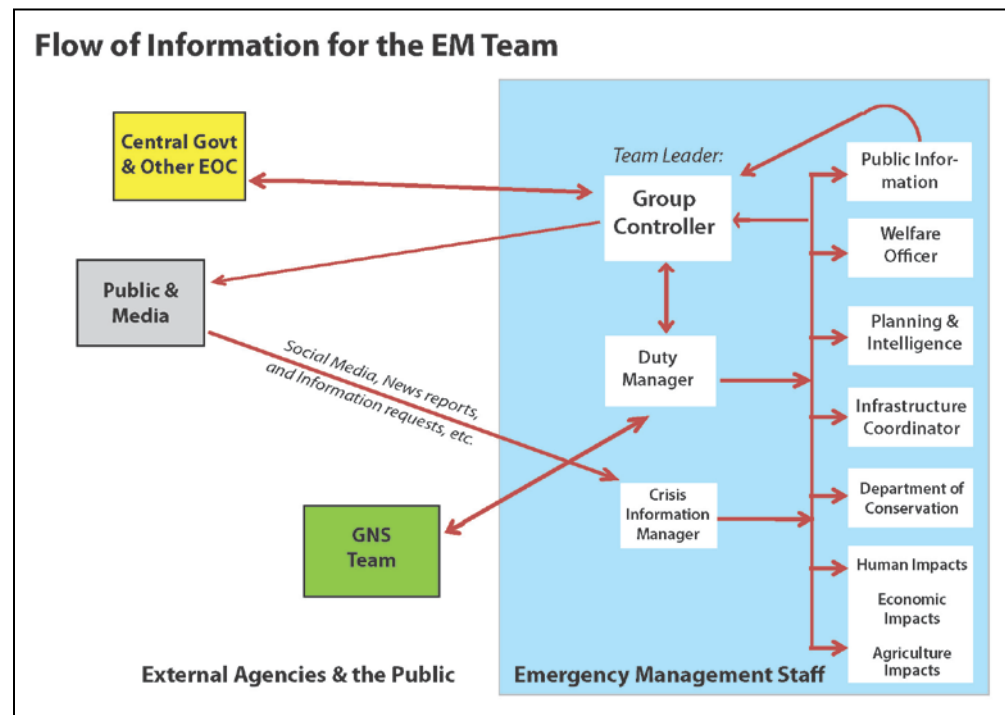 Flow of Information for the EM Team
Central Govt
& Other EOC
Public &
Media
Social Media, News reports,
and Information requests, etc.
GNS
Team
External Agencies & the Public
Team Leader:
Group
Controller
Duty
Manager
Crisis
Information
Manager
Public Infor-
mation
Welfare
Officer
Planning &
Intelligence
Infrastructure
Coordinator
Department of
Conservation
Human Impacts
Economic
Impacts
Agriculture
Impacts
Emergency Management Staff